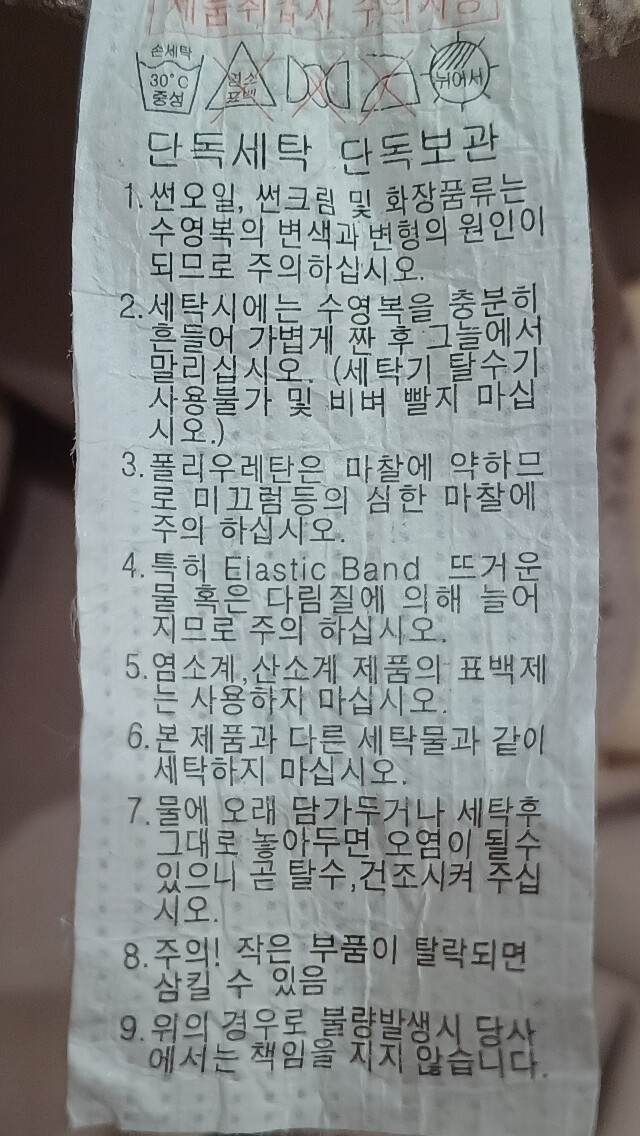 제품취급시 주의사항
손세탁
30°C
중성
염소
표백
뉘어서
단독세탁 단독보관
1. 썬오일, 썬크림 및 화장품류는
수영복의 변색과 변형의 원인이
되므로 주의하십시오.
2. 세탁시에는 수영복을 충분히
흔들어 가볍게 짠 후 그늘에서
말리십시오. (세탁기 탈수기
사용불가 및 비벼 빨지 마십
시오.)
3. 폴리우레탄은 마찰에 약하므
로 미끄럼등의 심한 마찰에
주의 하십시오.
4. 특히 Elastic Band 뜨거운
물 혹은 다림질에 의해 늘어
지므로 주의 하십시오.
5. 염소계,산소계 제품의 표백제
는 사용하지 마십시오.
6. 본 제품과 다른 세탁물과 같이
세탁하지 마십시오.
7. 물에 오래 담가두거나 세탁후
그대로 놓아두면 오염이 될수
있으니 곧 탈수,건조시켜 주십
시오.
8. 주의! 작은 부품이 탈락되면
삼킬 수 있음
9. 위의 경우로 불량발생시 당사
에서는 책임을 지지 않습니다.